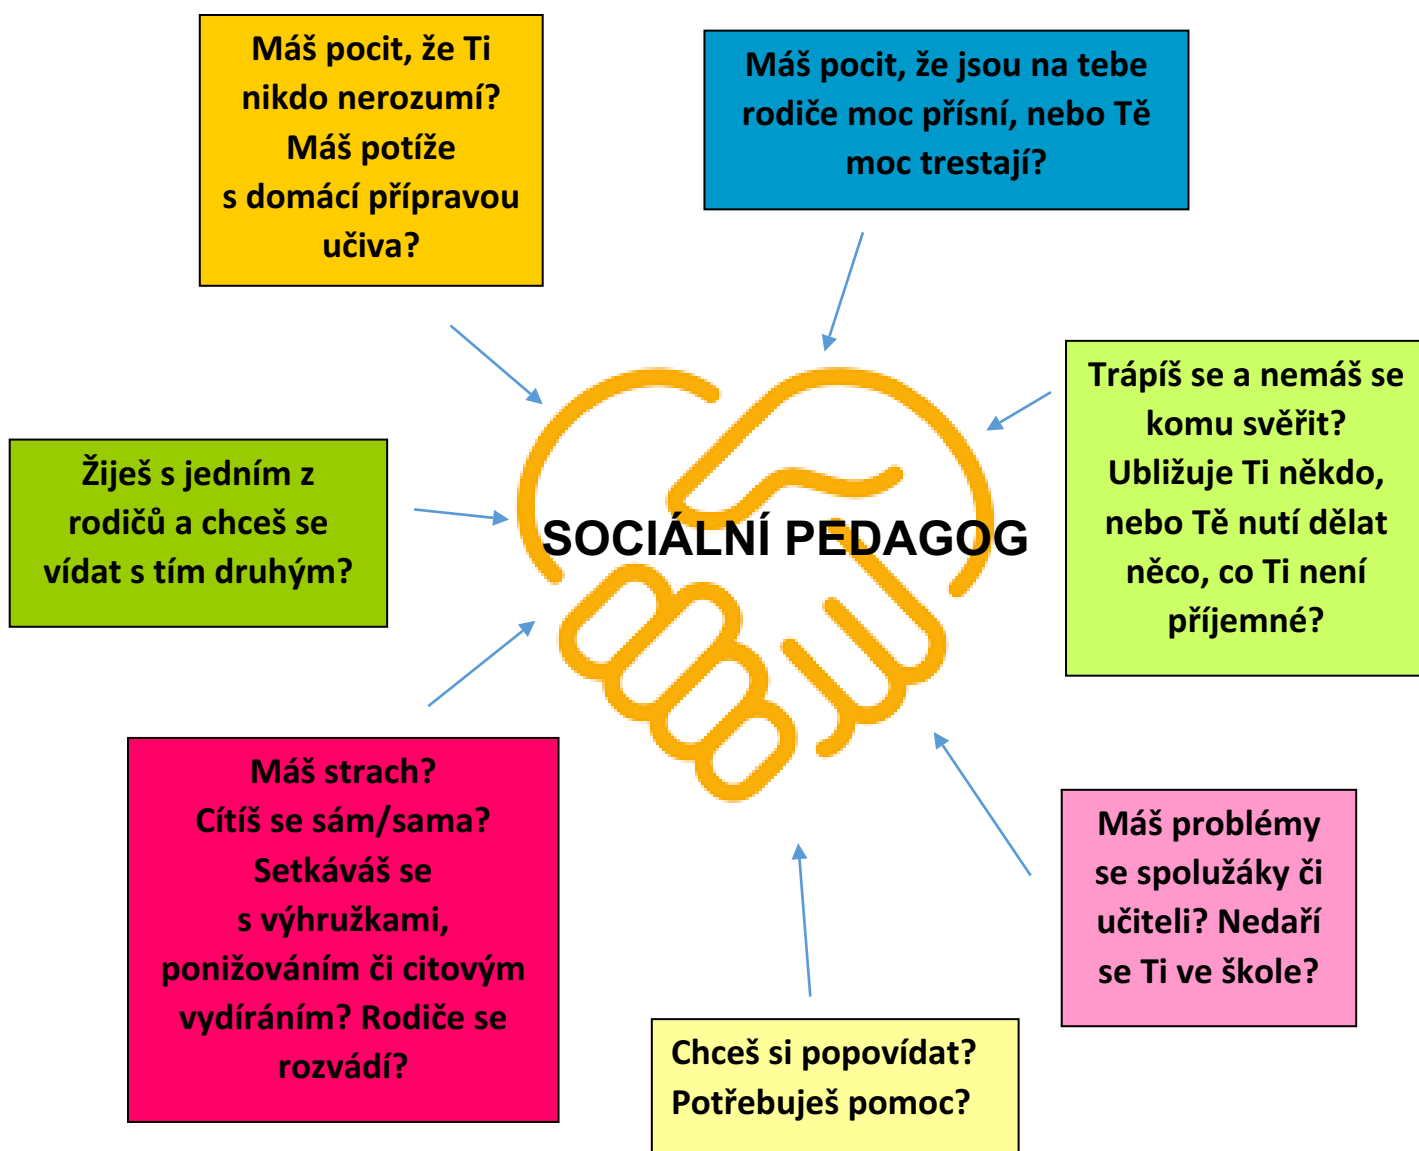 Máš pocit, že Ti
nikdo nerozumí?
Máš potíže
s domácí přípravou
učiva?
Máš pocit, že jsou na tebe
rodiče moc přísní, nebo Tě
moc trestají?
Trápíš se a nemáš se
komu svěřit?
Ubližuje Ti někdo,
nebo Tě nutí dělat
něco, co Ti není
příjemné?
Žiješ s jedním z
rodičů a chceš se
vídat s tím druhým?
SOCIÁLNÍ PEDAGOG
Máš strach?
Cítíš se sám/sama?
Setkáváš se
s výhružkami,
ponižováním či citovým
vydíráním? Rodiče se
rozvádí?
Máš problémy
se spolužáky či
učiteli? Nedaří
se Ti ve škole?
Chceš si popovídat?
Potřebuješ pomoc?